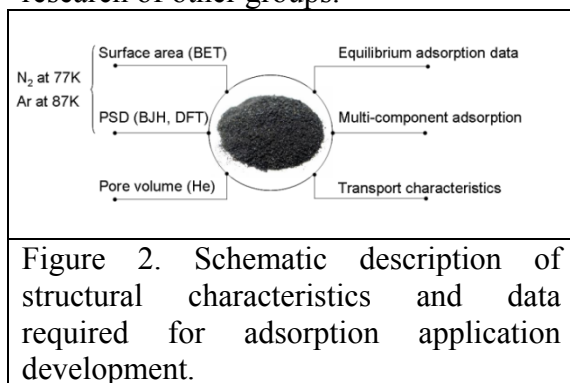 research of other groups.
Surface area (BET)
Equilibrium adsorption data
N2 at 77K
Ar at 87K
PSD (BJH, DFT)
Multi-component adsorption
Pore volume (He)
Transport characteristics
Figure 2. Schematic description of
structural characteristics and data
required for adsorption application
development.